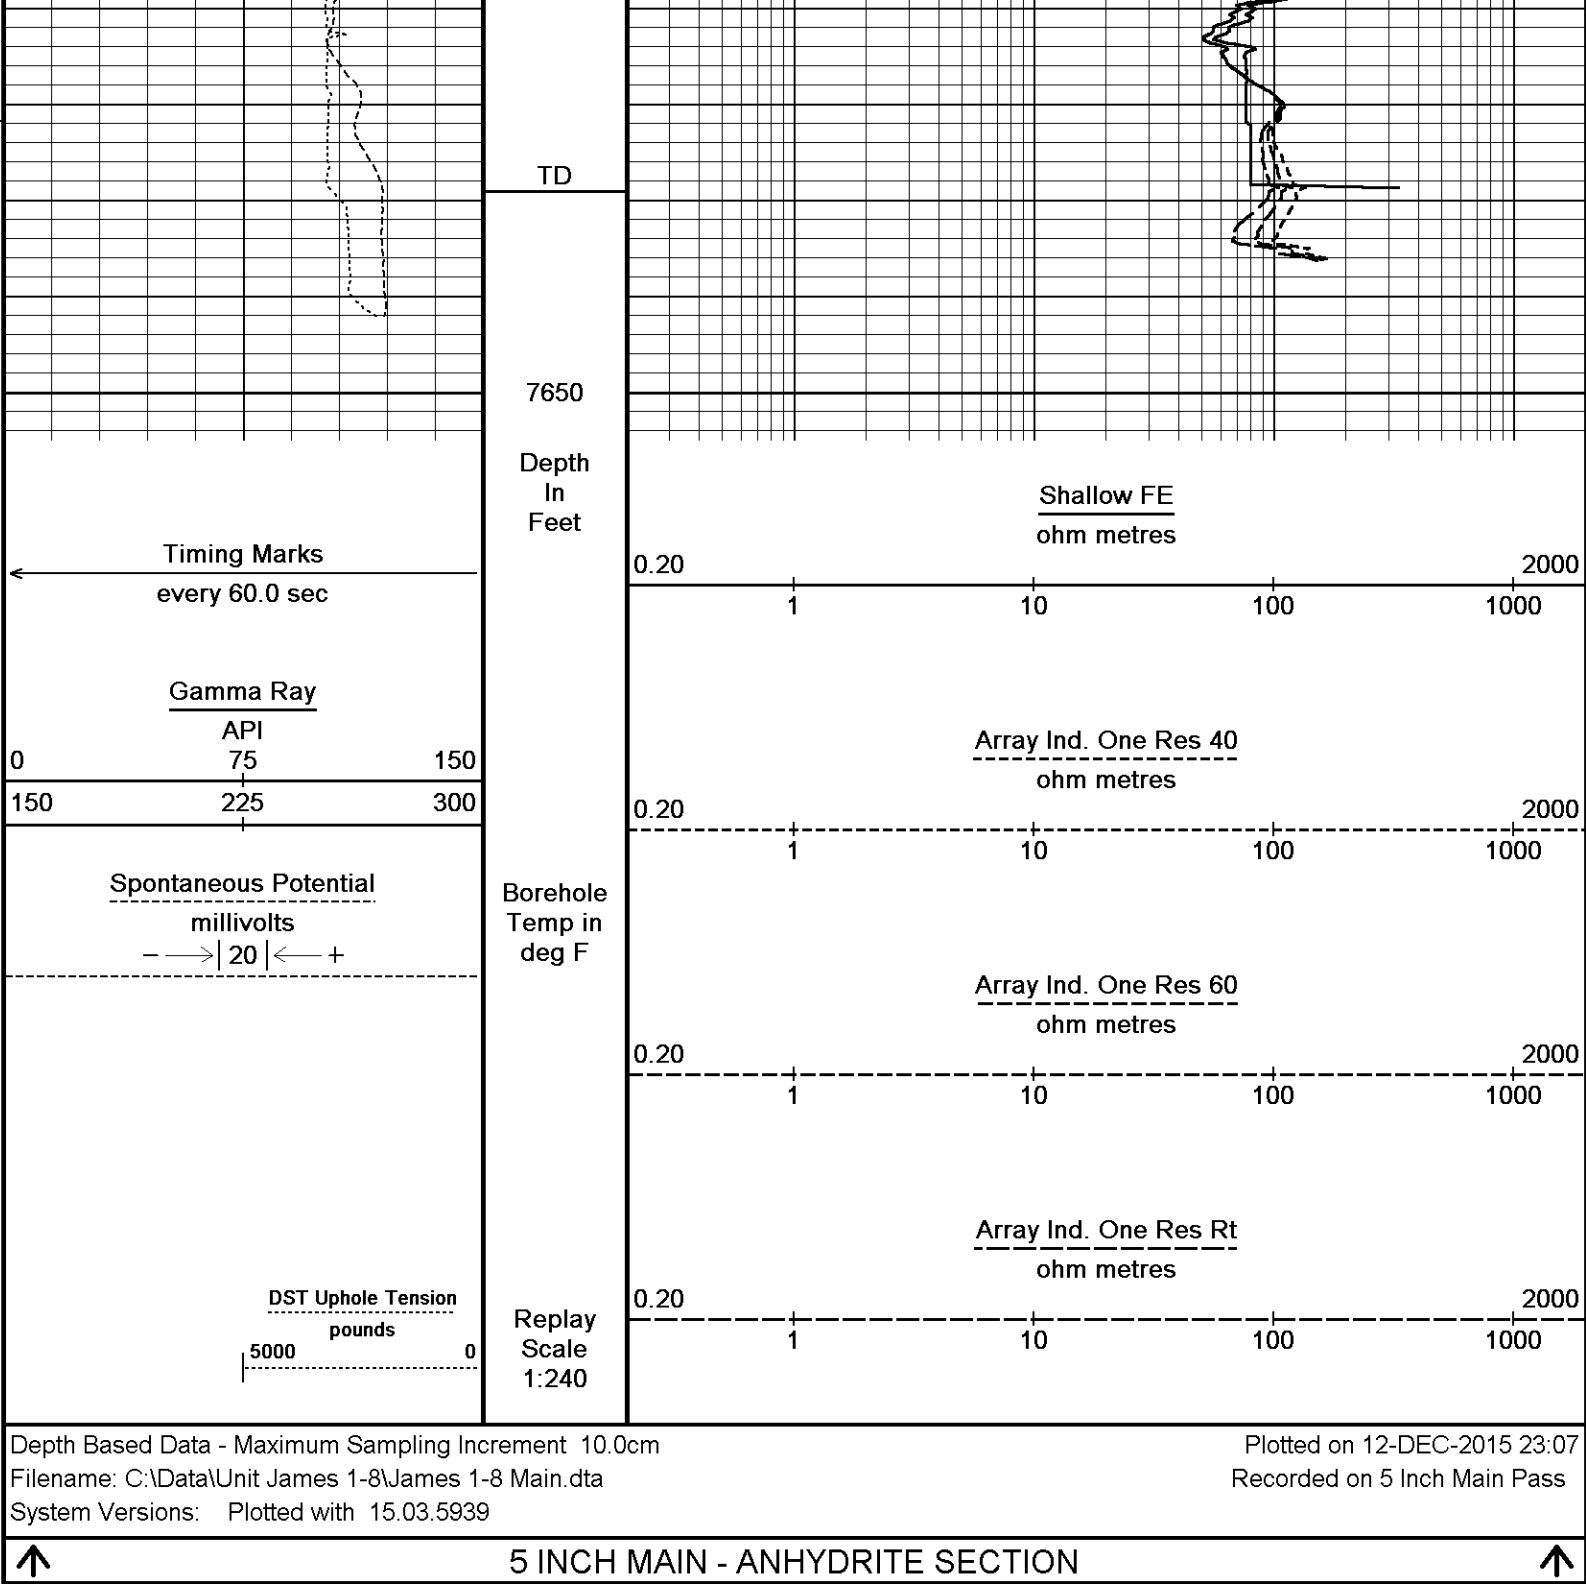 TD
7650
Depth
In
Feet
Timing Marks
every 60.0 sec
Gamma Ray
API
0 75 150
150 225 300
Spontaneous Potential
millivolts
− 20 +
DST Uphole Tension
pounds
5000 0
Borehole
Temp in
deg F
Replay
Scale
1:240
Shallow FE
ohm metres
0.20 2000
1 10 100 1000
Array Ind. One Res 40
ohm metres
0.20 2000
1 10 100 1000
Array Ind. One Res 60
ohm metres
0.20 2000
1 10 100 1000
Array Ind. One Res Rt
ohm metres
0.20 2000
1 10 100 1000
Depth Based Data - Maximum Sampling Increment 10.0cm
Plotted on 12-DEC-2015 23:07
Filename: C:\Data\Unit James 1-8\James 1-8 Main.dta
Recorded on 5 Inch Main Pass
System Versions: Plotted with 15.03.5939
5 INCH MAIN - ANHYDRITE SECTION